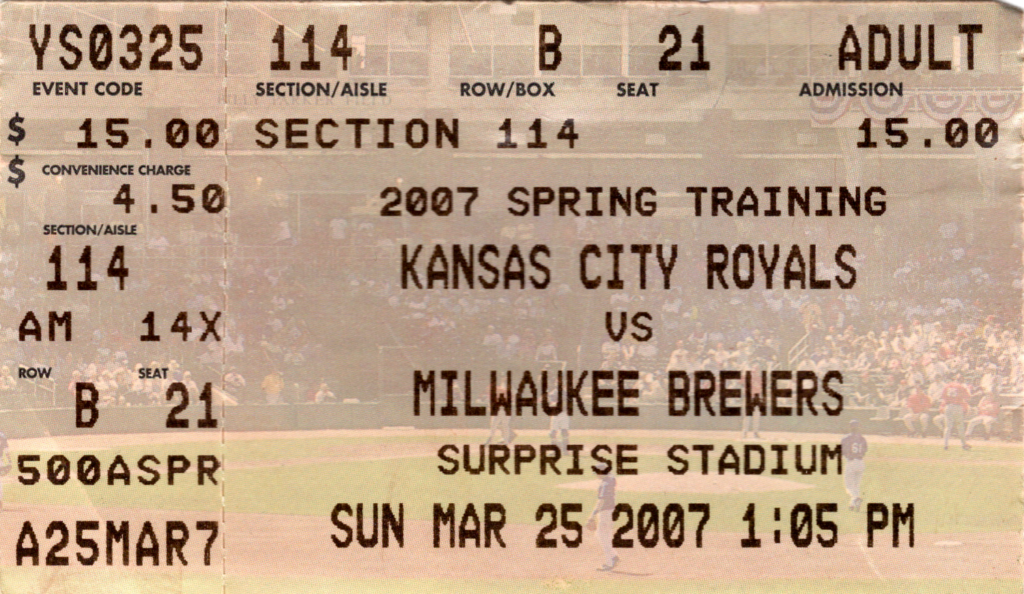 YS0325 114 B 21 ADULT
EVENT CODE SECTION/AISLE ROW/BOX SEAT ADMISSION
$ 15.00 SECTION 114 15.00
$ CONVENIENCE CHARGE
4.50 2007 SPRING TRAINING
SECTION/AISLE
114 KANSAS CITY ROYALS
AM 14X VS
ROW SEAT
B 21 MILWAUKEE BREWERS
500ASPR SURPRISE STADIUM
A25MAR7 SUN MAR 25 2007 1:05 PM